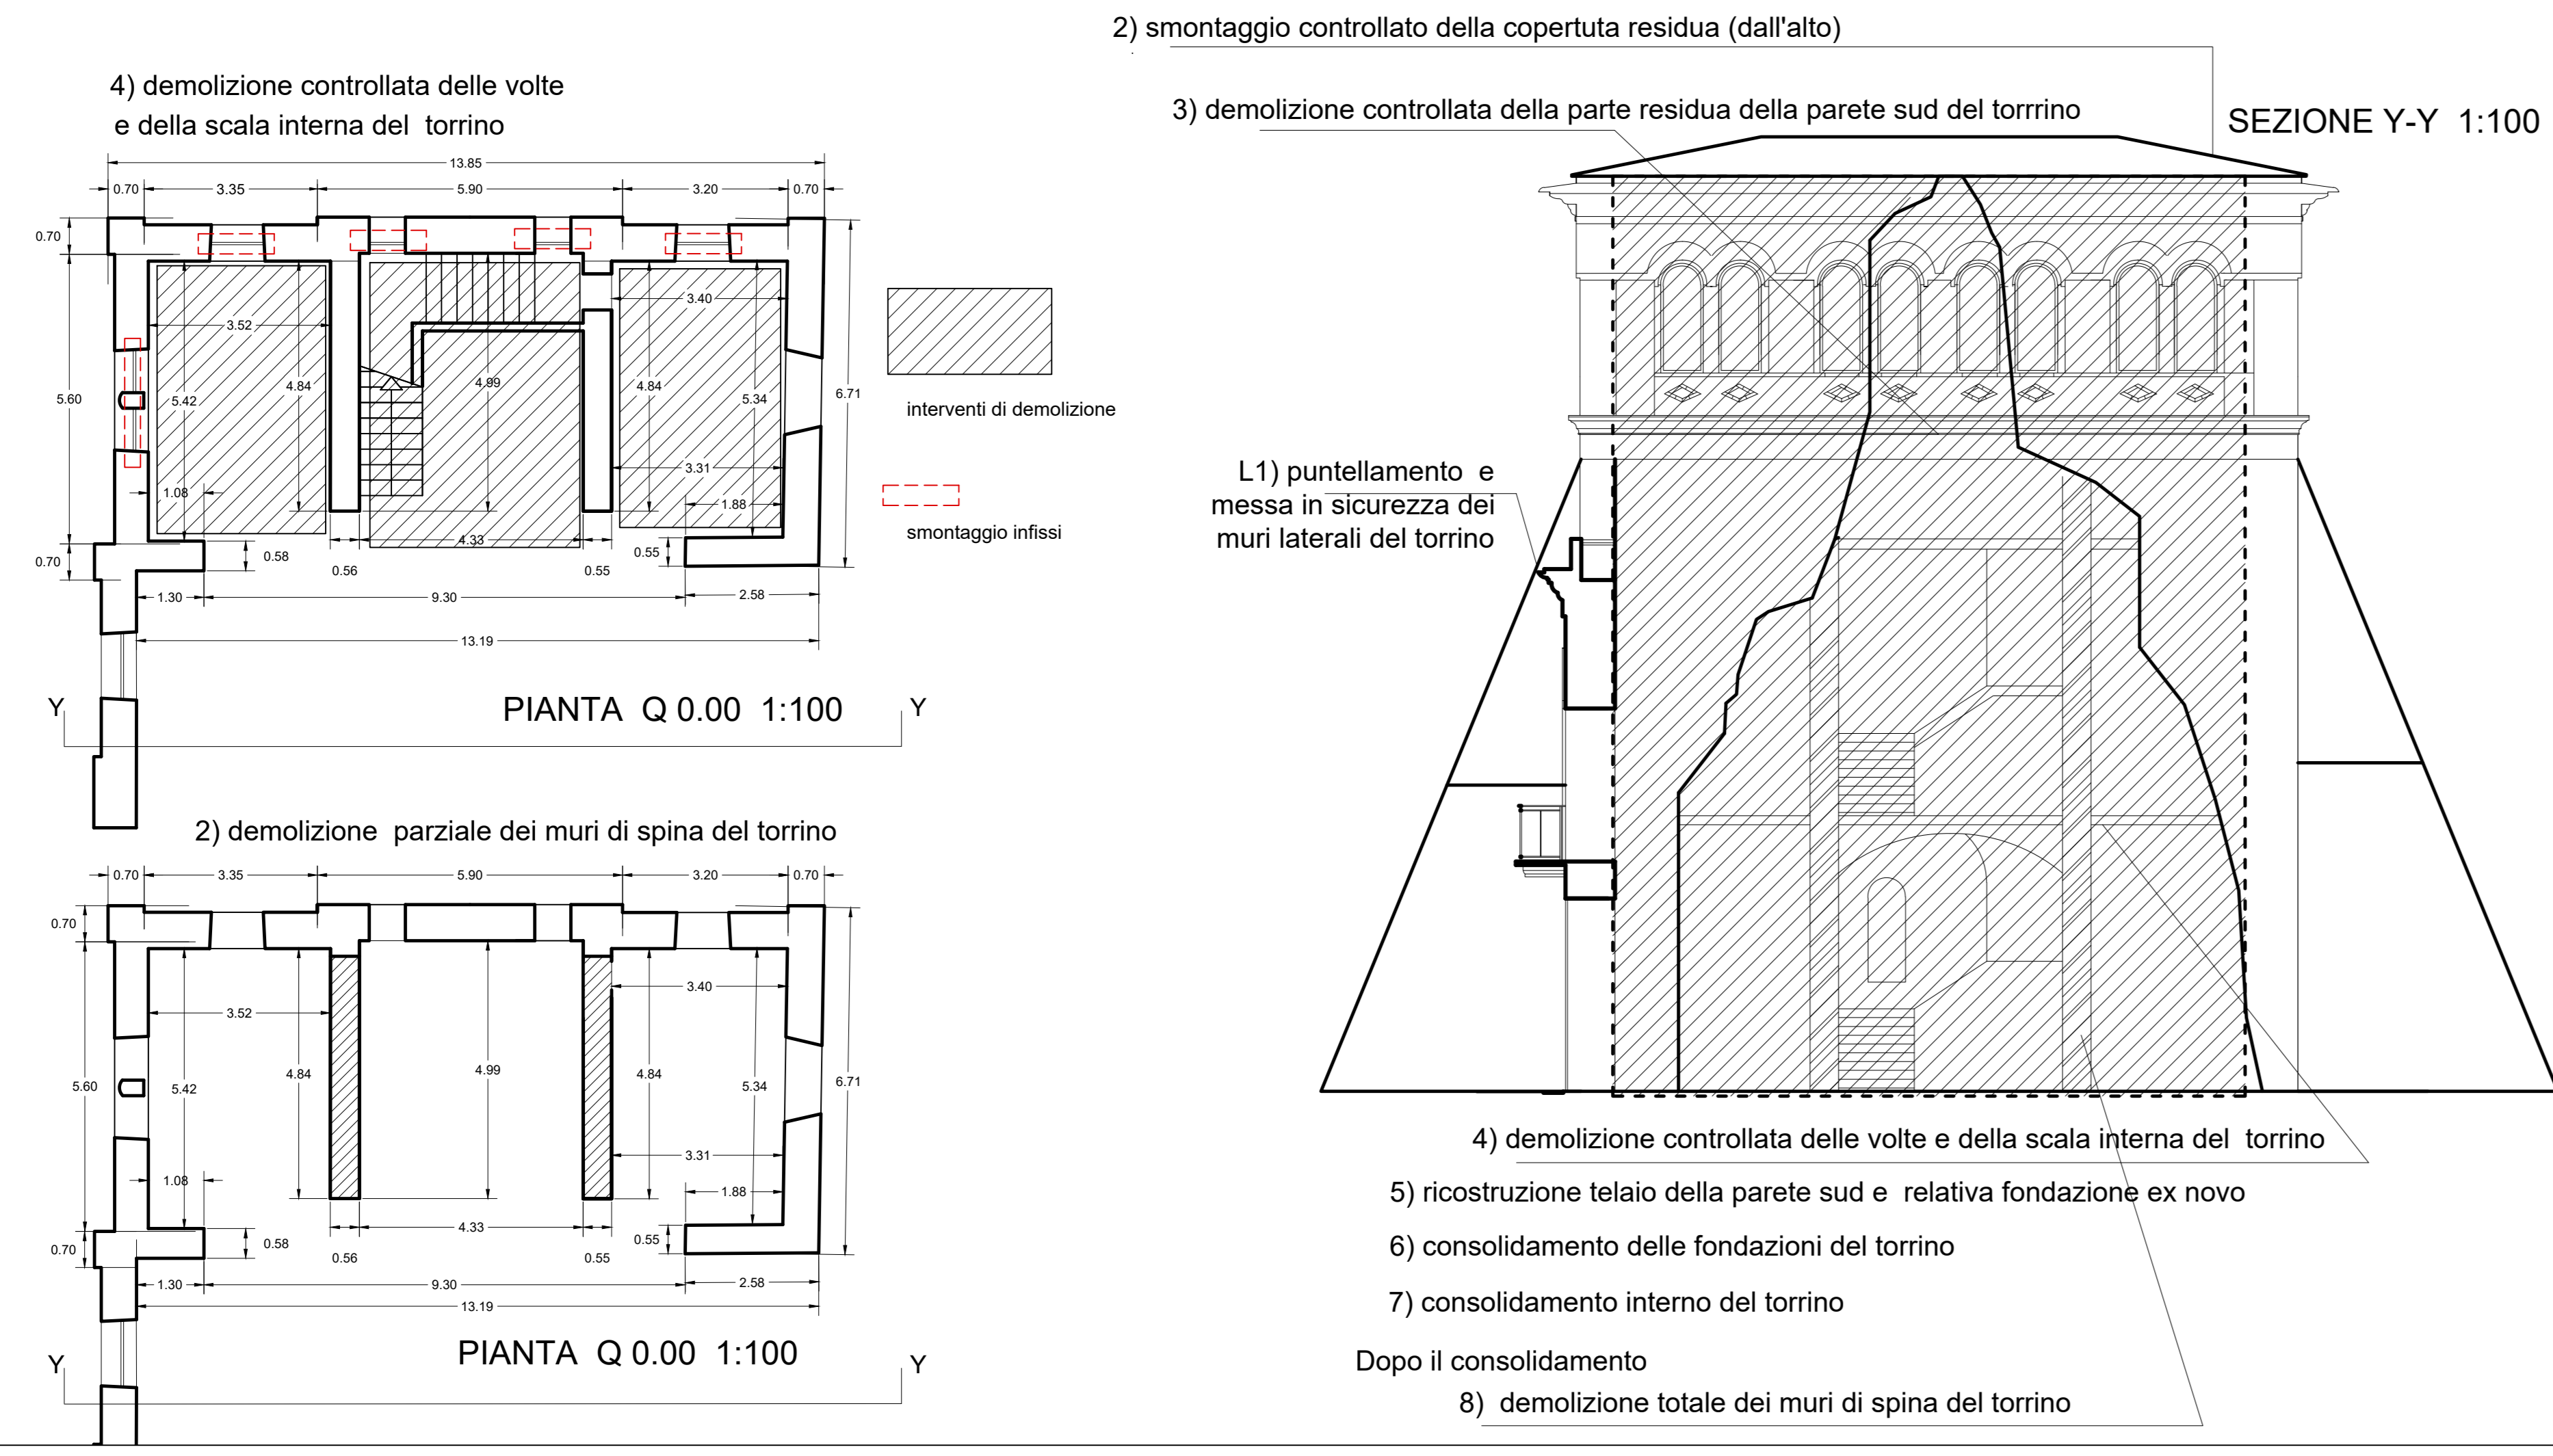 2) smontaggio controllato della copertuta residua (dall'alto)
4) demolizione controllata delle volte
e della scala interna del torrino
3) demolizione controllata della parte residua della parete sud del torrrino
SEZIONE Y-Y 1:100
13.85
0.70
3.35
5.90
3.20
0.70
0.70
3.40
3.52
4.84
4.99
4.84
5.60
5.42
5.34
6.71
interventi di demolizione
3.31
1.08
1.88
smontaggio infissi
4.33
0.70
0.58
0.56
0.55
0.55
1.30
9.30
2.58
13.19
L1) puntellamento e
messa in sicurezza dei
muri laterali del torrino
Y
PIANTA Q 0.00 1:100
Y
2) demolizione parziale dei muri di spina del torrino
0.70
3.35
5.90
3.20
0.70
0.70
3.40
3.52
4.84
4.99
4.84
5.60
5.42
5.34
6.71
3.31
1.08
1.88
4.33
0.70
0.58
0.56
0.55
0.55
1.30
9.30
2.58
13.19
Y
PIANTA Q 0.00 1:100
Y
4) demolizione controllata delle volte e della scala interna del torrino
5) ricostruzione telaio della parete sud e relativa fondazione ex novo
6) consolidamento delle fondazioni del torrino
7) consolidamento interno del torrino
Dopo il consolidamento
8) demolizione totale dei muri di spina del torrino